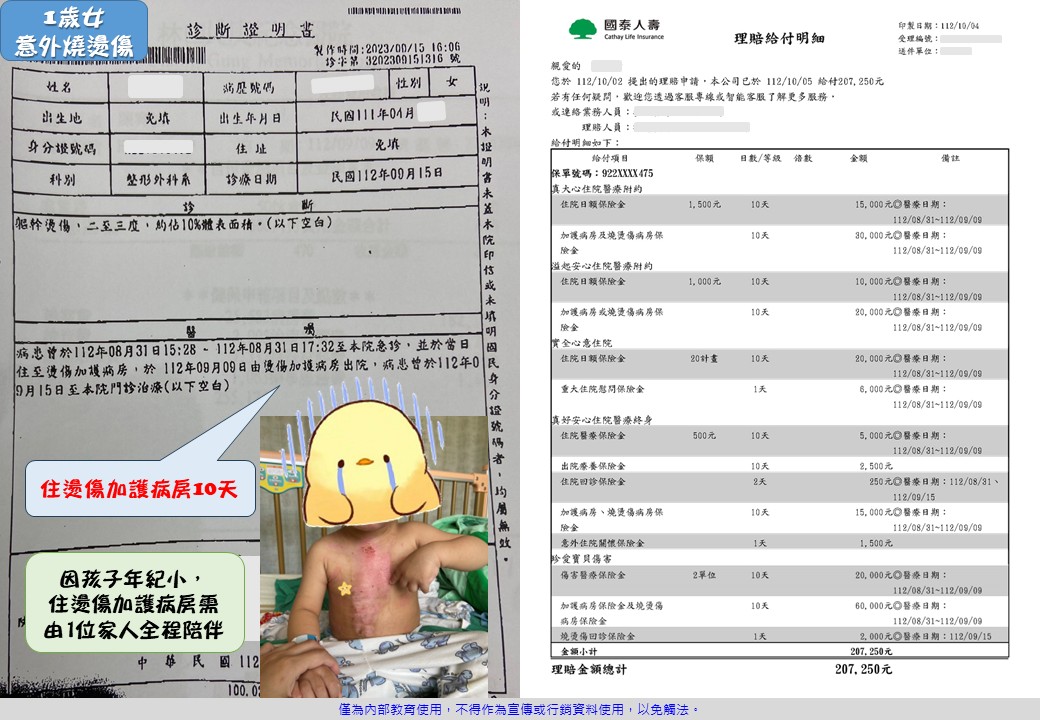 1歲女
意外燒燙傷
診斷證明書
製作時間:2023/09/15 16:06
診字第 3202309151316 號
姓名
病歷號碼
性別 女
出生地 免填 出生年月日 民國111年04月
身分證號碼 住址 免填
科別 整形外科系 診療日期 民國112年09月15日
診 斷
軀幹燙傷，二至三度，約佔10%體表面積。(以下空白)
醫 囑
病患曾於112年08月31日15:28 - 112年08月31日17:32至本院急診，並於當日
住至燙傷加護病房，於 112年09月09日由燙傷加護病房出院，病患曾於112年0
9月15日至本院門診治療(以下空白)
說明：本證明書未蓋本院印信或未填明國民身分證號碼者，均屬無效。
住燙傷加護病房10天
因孩子年紀小，
住燙傷加護病房需
由1位家人全程陪伴
中 華 民 國 112
國泰人壽
Cathay Life Insurance
理賠給付明細
印製日期：112/10/04
受理編號：
送件單位：
親愛的
您於 112/10/02 提出的理賠申請，本公司已於 112/10/05 給付207,250元
若有任何疑問，歡迎您透過客服專線或智能客服了解更多服務。
或連絡業務人員：
理賠人員：
給付明細如下：
給付項目 保額 日數/等級 倍數 金額 備註
保單號碼：922XXXX475
真大心住院醫療附約
住院日額保險金 1,500元 10天 15,000元◎醫療日期：
112/08/31~112/09/09
加護病房及燒燙傷病房保 10天 30,000元◎醫療日期：
險金 112/08/31~112/09/09
溢起安心住院醫療附約
住院日額保險金 1,000元 10天 10,000元◎醫療日期：
112/08/31~112/09/09
加護病房或燒燙傷病房保 10天 20,000元◎醫療日期：
險金 112/08/31~112/09/09
實全心意住院
住院日額保險金 20計畫 10天 20,000元◎醫療日期：
112/08/31~112/09/09
重大住院慰問保險金 1天 6,000元◎醫療日期：
112/08/31~112/09/09
真好安心住院醫療終身
住院醫療保險金 500元 10天 5,000元◎醫療日期：
112/08/31~112/09/09
出院療養保險金 10天 2,500元
住院回診保險金 2天 250元◎醫療日期：112/08/31、
112/09/15
加護病房、燒燙傷病房保 10天 15,000元◎醫療日期：
險金 112/08/31~112/09/09
意外住院關懷保險金 1天 1,500元
珍愛寶貝傷害
傷害醫療保險金 2單位 10天 20,000元◎醫療日期：
112/08/31~112/09/09
加護病房保險金及燒燙傷 10天 60,000元◎醫療日期：
病房保險金 112/08/31~112/09/09
燒燙傷回診保險金 1天 2,000元◎醫療日期：112/09/15
金額小計 207,250元
理賠金額總計 207,250元
僅為內部教育使用，不得作為宣傳或行銷資料使用，以免觸法。